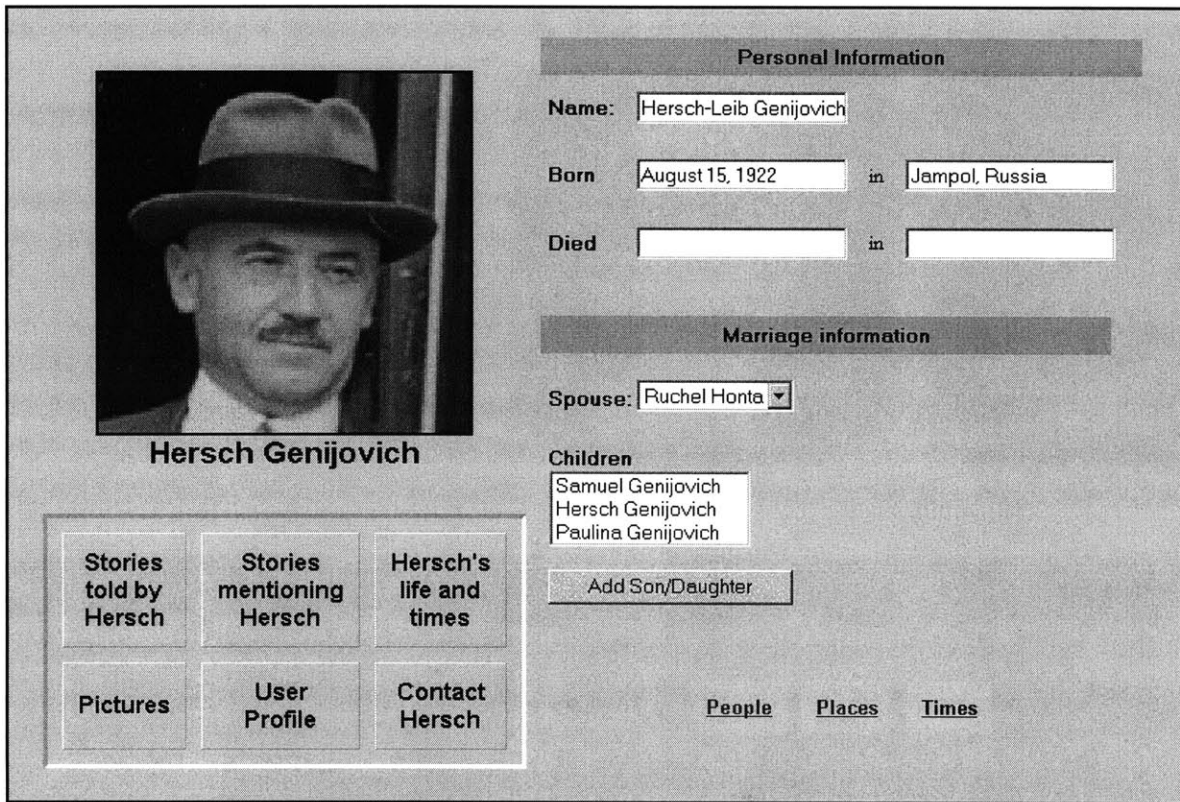 Hersch Genijovich
Stories told by Hersch
Stories mentioning Hersch
Hersch's life and times
Pictures
User Profile
Contact Hersch
Personal Information
Name: Hersch-Leib Genijovich
Born August 15, 1922 in Jampol, Russia
Died in
Marriage information
Spouse: Ruchel Honta
Children
Samuel Genijovich
Hersch Genijovich
Paulina Genijovich
Add Son/Daughter
People Places Times